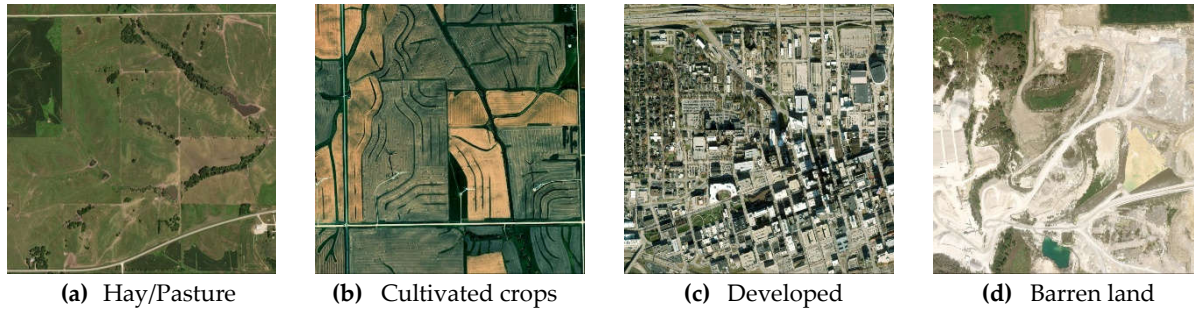 (a) Hay/Pasture
(b) Cultivated crops
(c) Developed
(d) Barren land